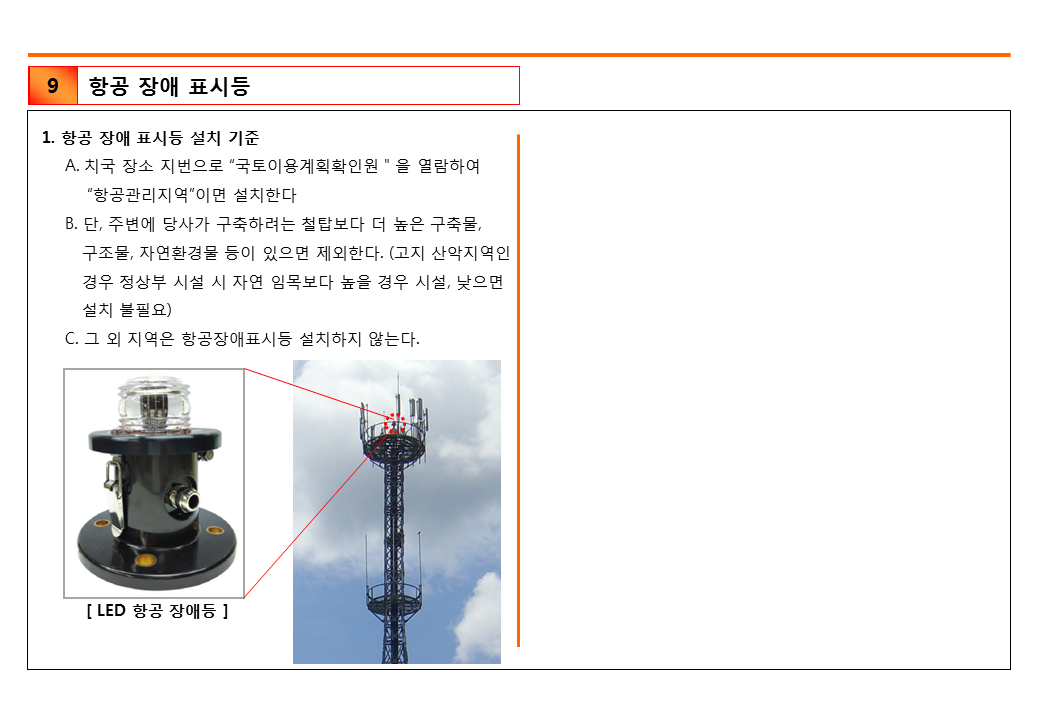 9
항공 장애 표시등
1. 항공 장애 표시등 설치 기준
A. 치국 장소 지번으로 “국토이용계획확인원 " 을 열람하여
“항공관리지역”이면 설치한다
B. 단, 주변에 당사가 구축하려는 철탑보다 더 높은 구축물,
구조물, 자연환경물 등이 있으면 제외한다. (고지 산악지역인
경우 정상부 시설 시 자연 임목보다 높을 경우 시설, 낮으면
설치 불필요)
C. 그 외 지역은 항공장애표시등 설치하지 않는다.
[ LED 항공 장애등 ]